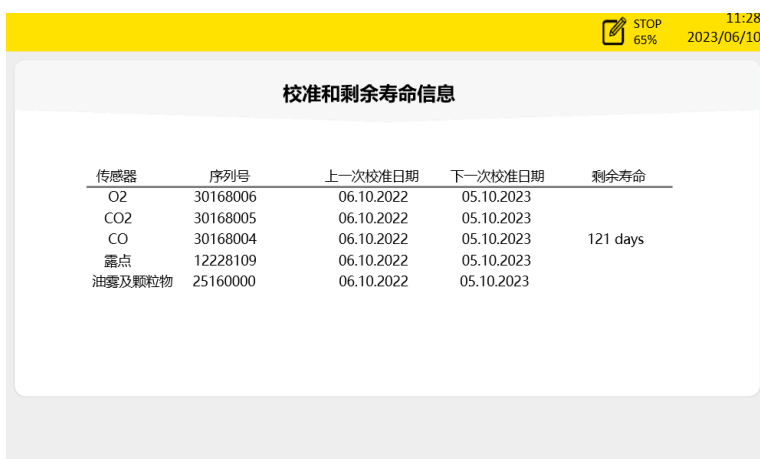 STOP 11:28
65% 2023/06/10
校准和剩余寿命信息
传感器 序列号 上一次校准日期 下一次校准日期 剩余寿命
O2 30168006 06.10.2022 05.10.2023
CO2 30168005 06.10.2022 05.10.2023
CO 30168004 06.10.2022 05.10.2023 121 days
露点 12228109 06.10.2022 05.10.2023
油雾及颗粒物 25160000 06.10.2022 05.10.2023